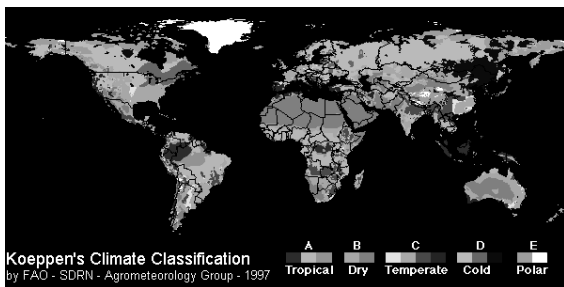 Koeppen's Climate Classification
by FAO - SDRN - Agrometeorology Group - 1997
A B C D E
Tropical Dry Temperate Cold Polar